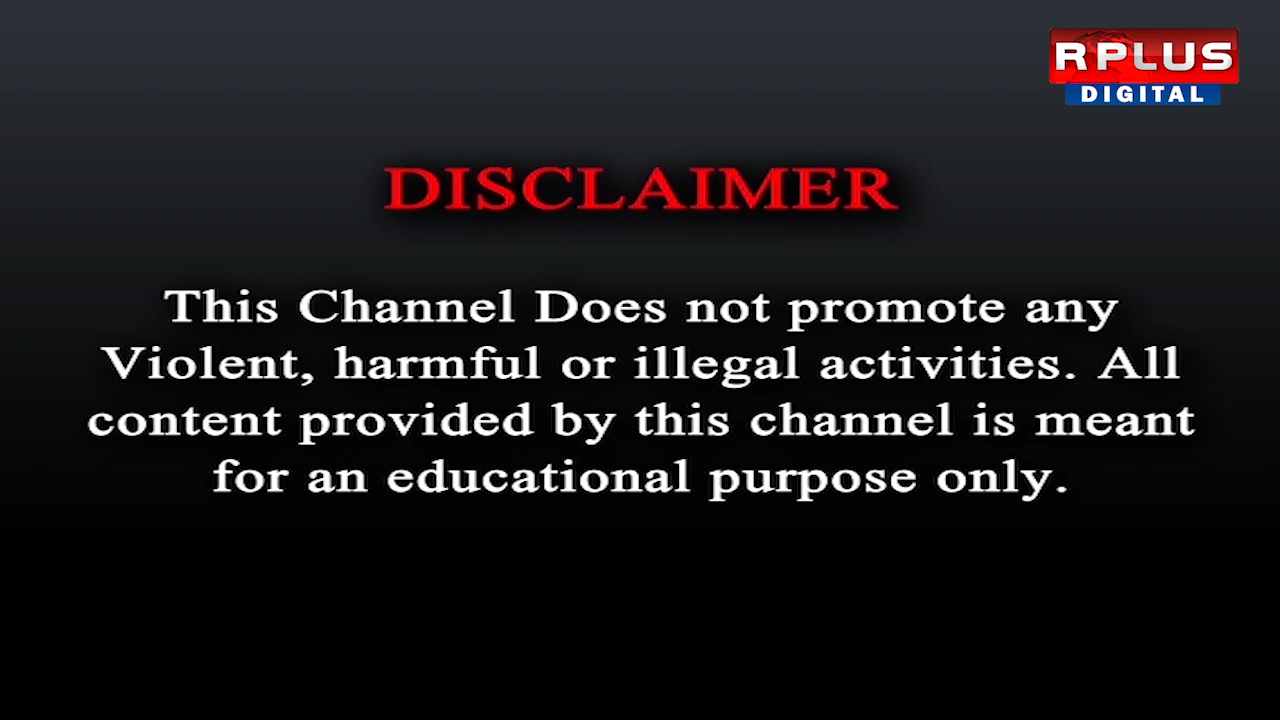 RPLUS
DIGITAL
DISCLAIMER
This Channel Does not promote any
Violent, harmful or illegal activities. All
content provided by this channel is meant
for an educational purpose only.